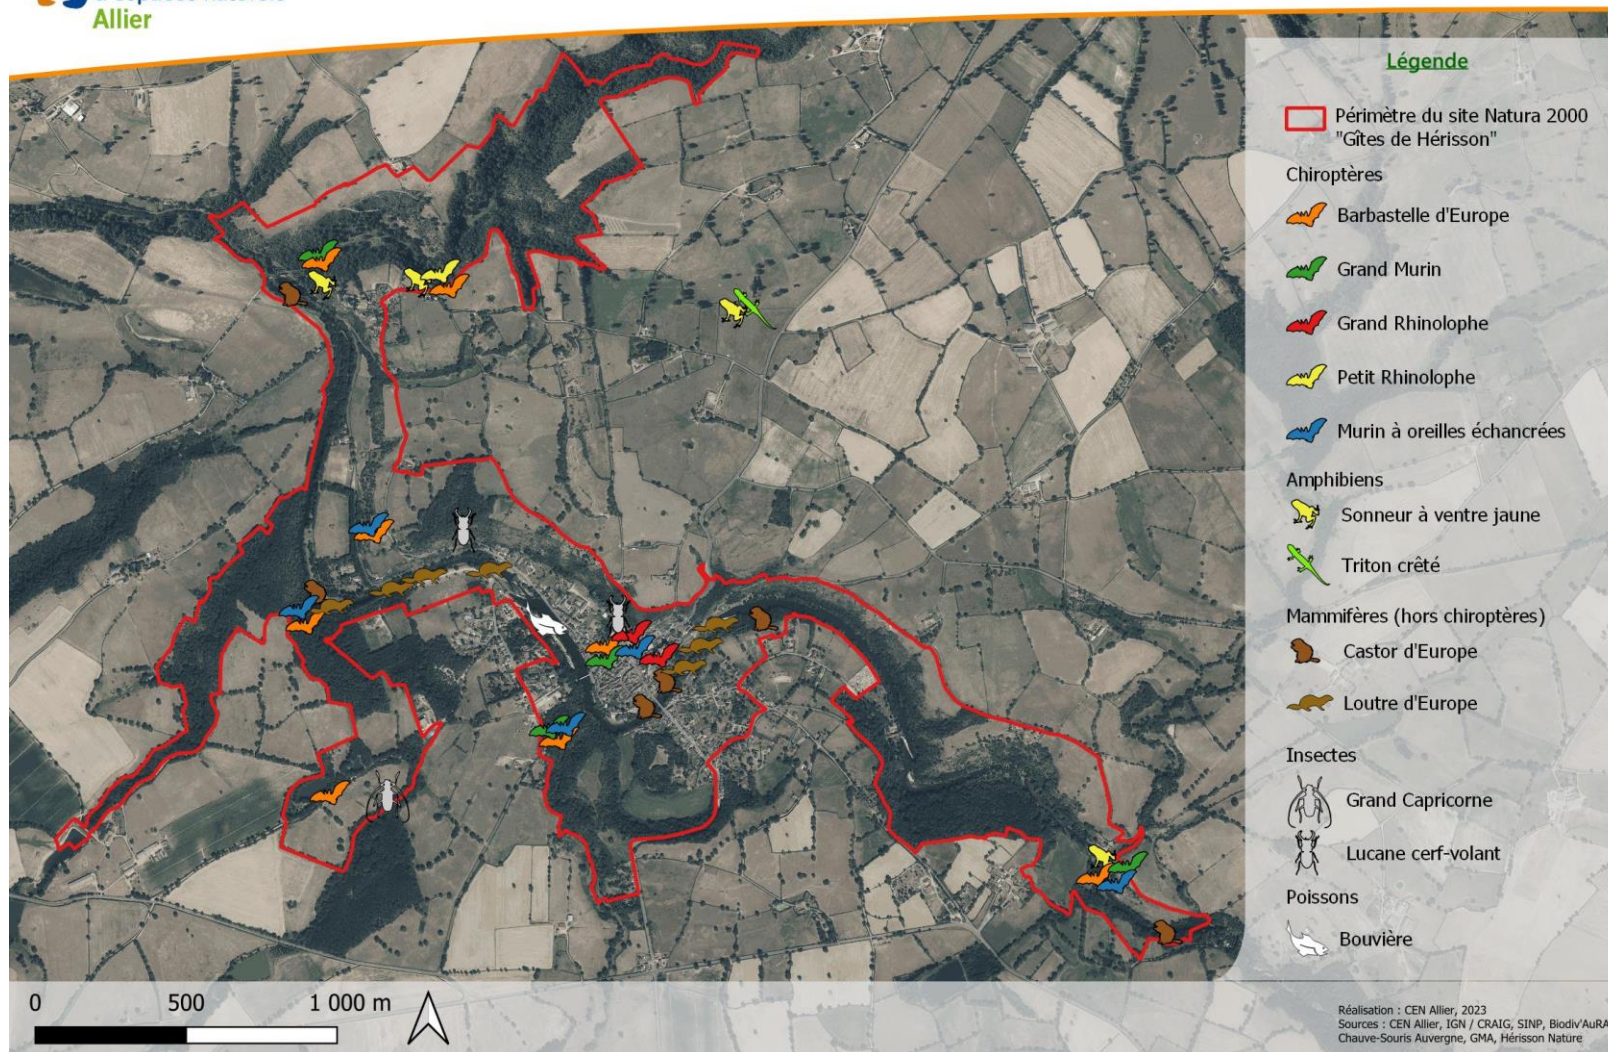 Allier
Légende
Périmètre du site Natura 2000
"Gîtes de Hérisson"
Chiroptères
Barbastelle d'Europe
Grand Murin
Grand Rhinolophe
Petit Rhinolophe
Murin à oreilles échancrées
Amphibiens
Sonneur à ventre jaune
Triton crêté
Mammifères (hors chiroptères)
Castor d'Europe
Loutre d'Europe
Insectes
Grand Capricorne
Lucane cerf-volant
Poissons
Bouvière
0 500 1 000 m
Réalisation : CEN Allier, 2023
Sources : CEN Allier, IGN / CRAIG, SINP, Biodiv'AuRA
Chauve-Souris Auvergne, GMA, Hérisson Nature